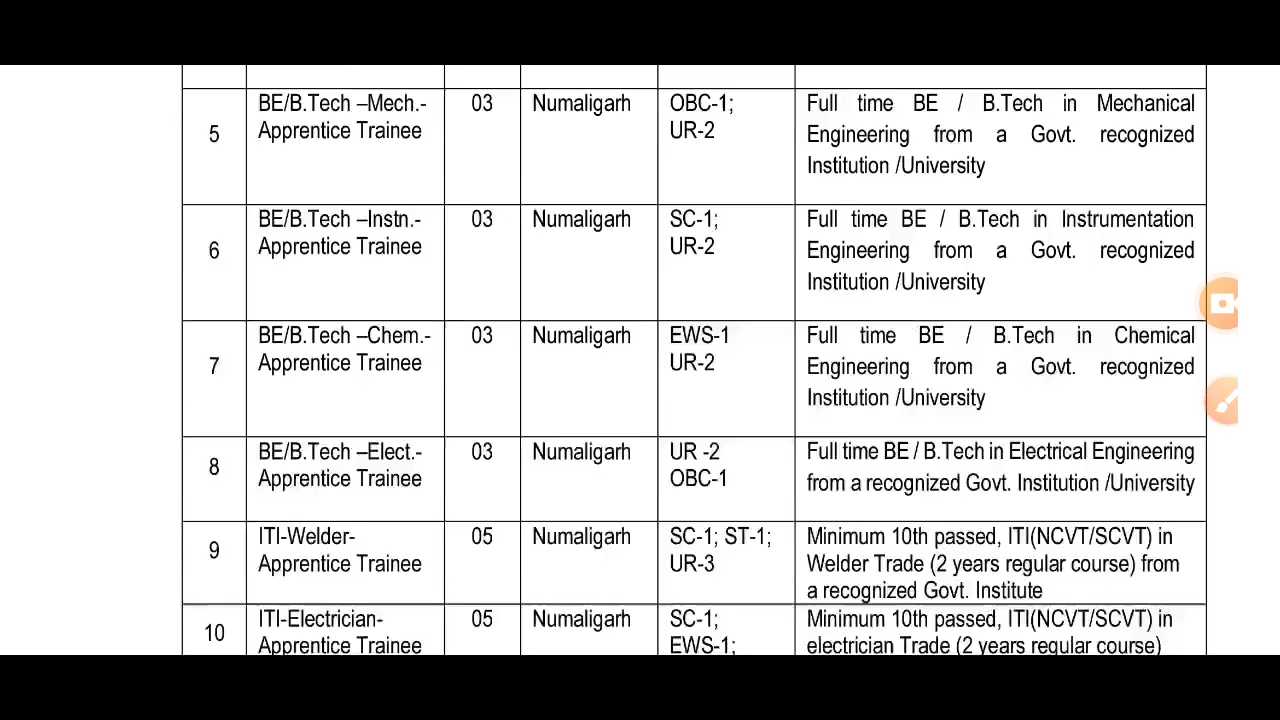 5
BE/B.Tech –Mech.-
Apprentice Trainee
03
Numaligarh
OBC-1;
UR-2
Full time BE / B.Tech in Mechanical
Engineering from a Govt. recognized
Institution /University
6
BE/B.Tech –Instn.-
Apprentice Trainee
03
Numaligarh
SC-1;
UR-2
Full time BE / B.Tech in Instrumentation
Engineering from a Govt. recognized
Institution /University
7
BE/B.Tech –Chem.-
Apprentice Trainee
03
Numaligarh
EWS-1
UR-2
Full time BE / B.Tech in Chemical
Engineering from a Govt. recognized
Institution /University
8
BE/B.Tech –Elect.-
Apprentice Trainee
03
Numaligarh
UR -2
OBC-1
Full time BE / B.Tech in Electrical Engineering
from a recognized Govt. Institution /University
9
ITI-Welder-
Apprentice Trainee
05
Numaligarh
SC-1; ST-1;
UR-3
Minimum 10th passed, ITI(NCVT/SCVT) in
Welder Trade (2 years regular course) from
a recognized Govt. Institute
10
ITI-Electrician-
Apprentice Trainee
05
Numaligarh
SC-1;
EWS-1;
Minimum 10th passed, ITI(NCVT/SCVT) in
electrician Trade (2 years regular course)